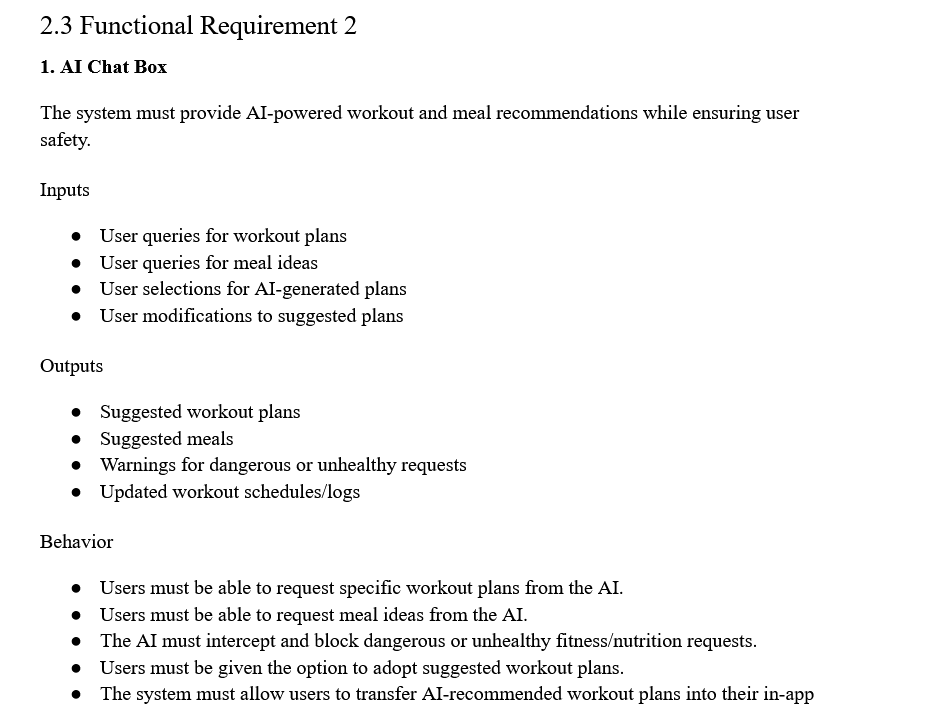 2.3 Functional Requirement 2
1. AI Chat Box
The system must provide AI-powered workout and meal recommendations while ensuring user
safety.
Inputs
● User queries for workout plans
● User queries for meal ideas
● User selections for AI-generated plans
● User modifications to suggested plans
Outputs
● Suggested workout plans
● Suggested meals
● Warnings for dangerous or unhealthy requests
● Updated workout schedules/logs
Behavior
● Users must be able to request specific workout plans from the AI.
● Users must be able to request meal ideas from the AI.
● The AI must intercept and block dangerous or unhealthy fitness/nutrition requests.
● Users must be given the option to adopt suggested workout plans.
● The system must allow users to transfer AI-recommended workout plans into their in-app